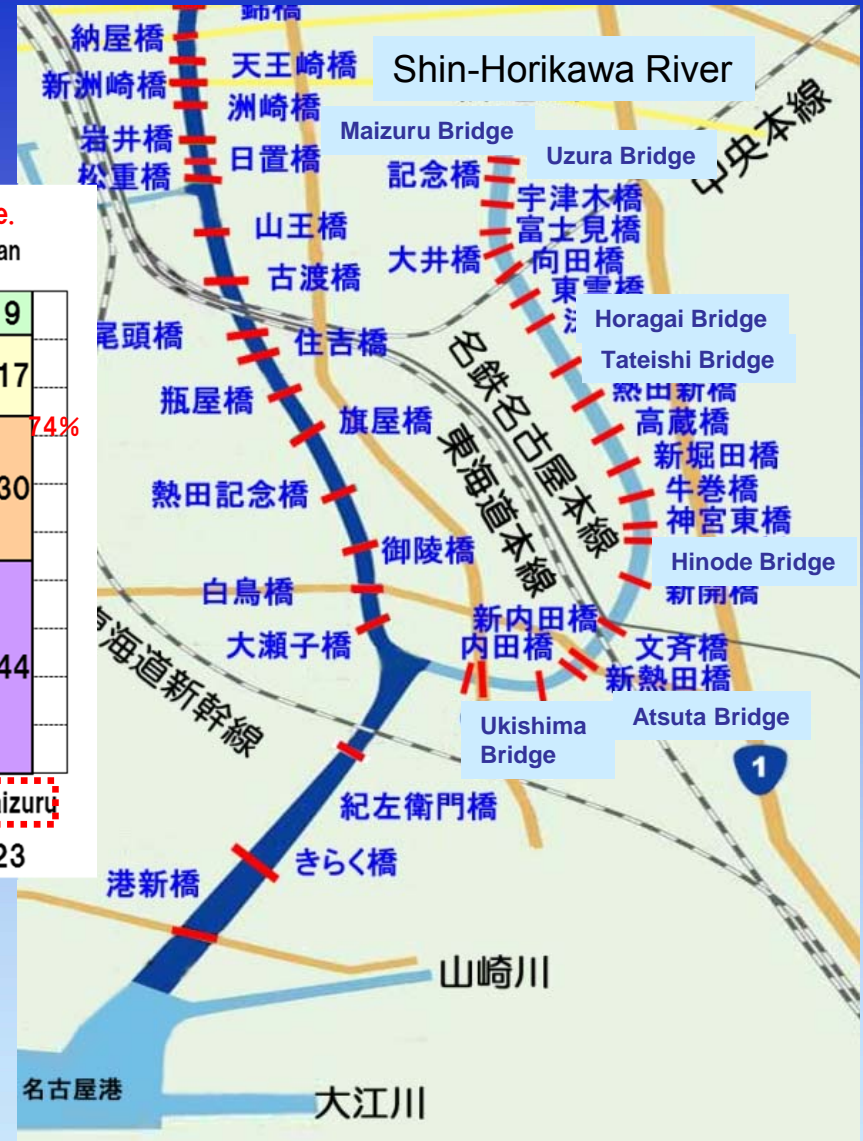 錦橋
納屋橋
天王崎橋
Shin-Horikawa River
新洲崎橋
洲崎橋
Maizuru Bridge
岩井橋
日置橋
記念橋
Uzura Bridge
中央本線
松重橋
宇津木橋
山王橋
富士見橋
大井橋
向田橋
古渡橋
東雲橋
Horagai Bridge
尾頭橋
住吉橋
Tateishi Bridge
名鉄名古屋本線
熱田新橋
瓶屋橋
旗屋橋
高蔵橋
東海道本線
新堀田橋
熱田記念橋
牛巻橋
神宮東橋
御陵橋
Hinode Bridge
白鳥橋
新開橋
新内田橋
大瀬子橋
内田橋
文斉橋
新熱田橋
海道新幹線
Ukishima
Bridge
Atsuta Bridge
1
紀左衛門橋
きらく橋
港新橋
山崎川
名古屋港
大江川
e.
an
9
17
74%
30
44
aizuru
23